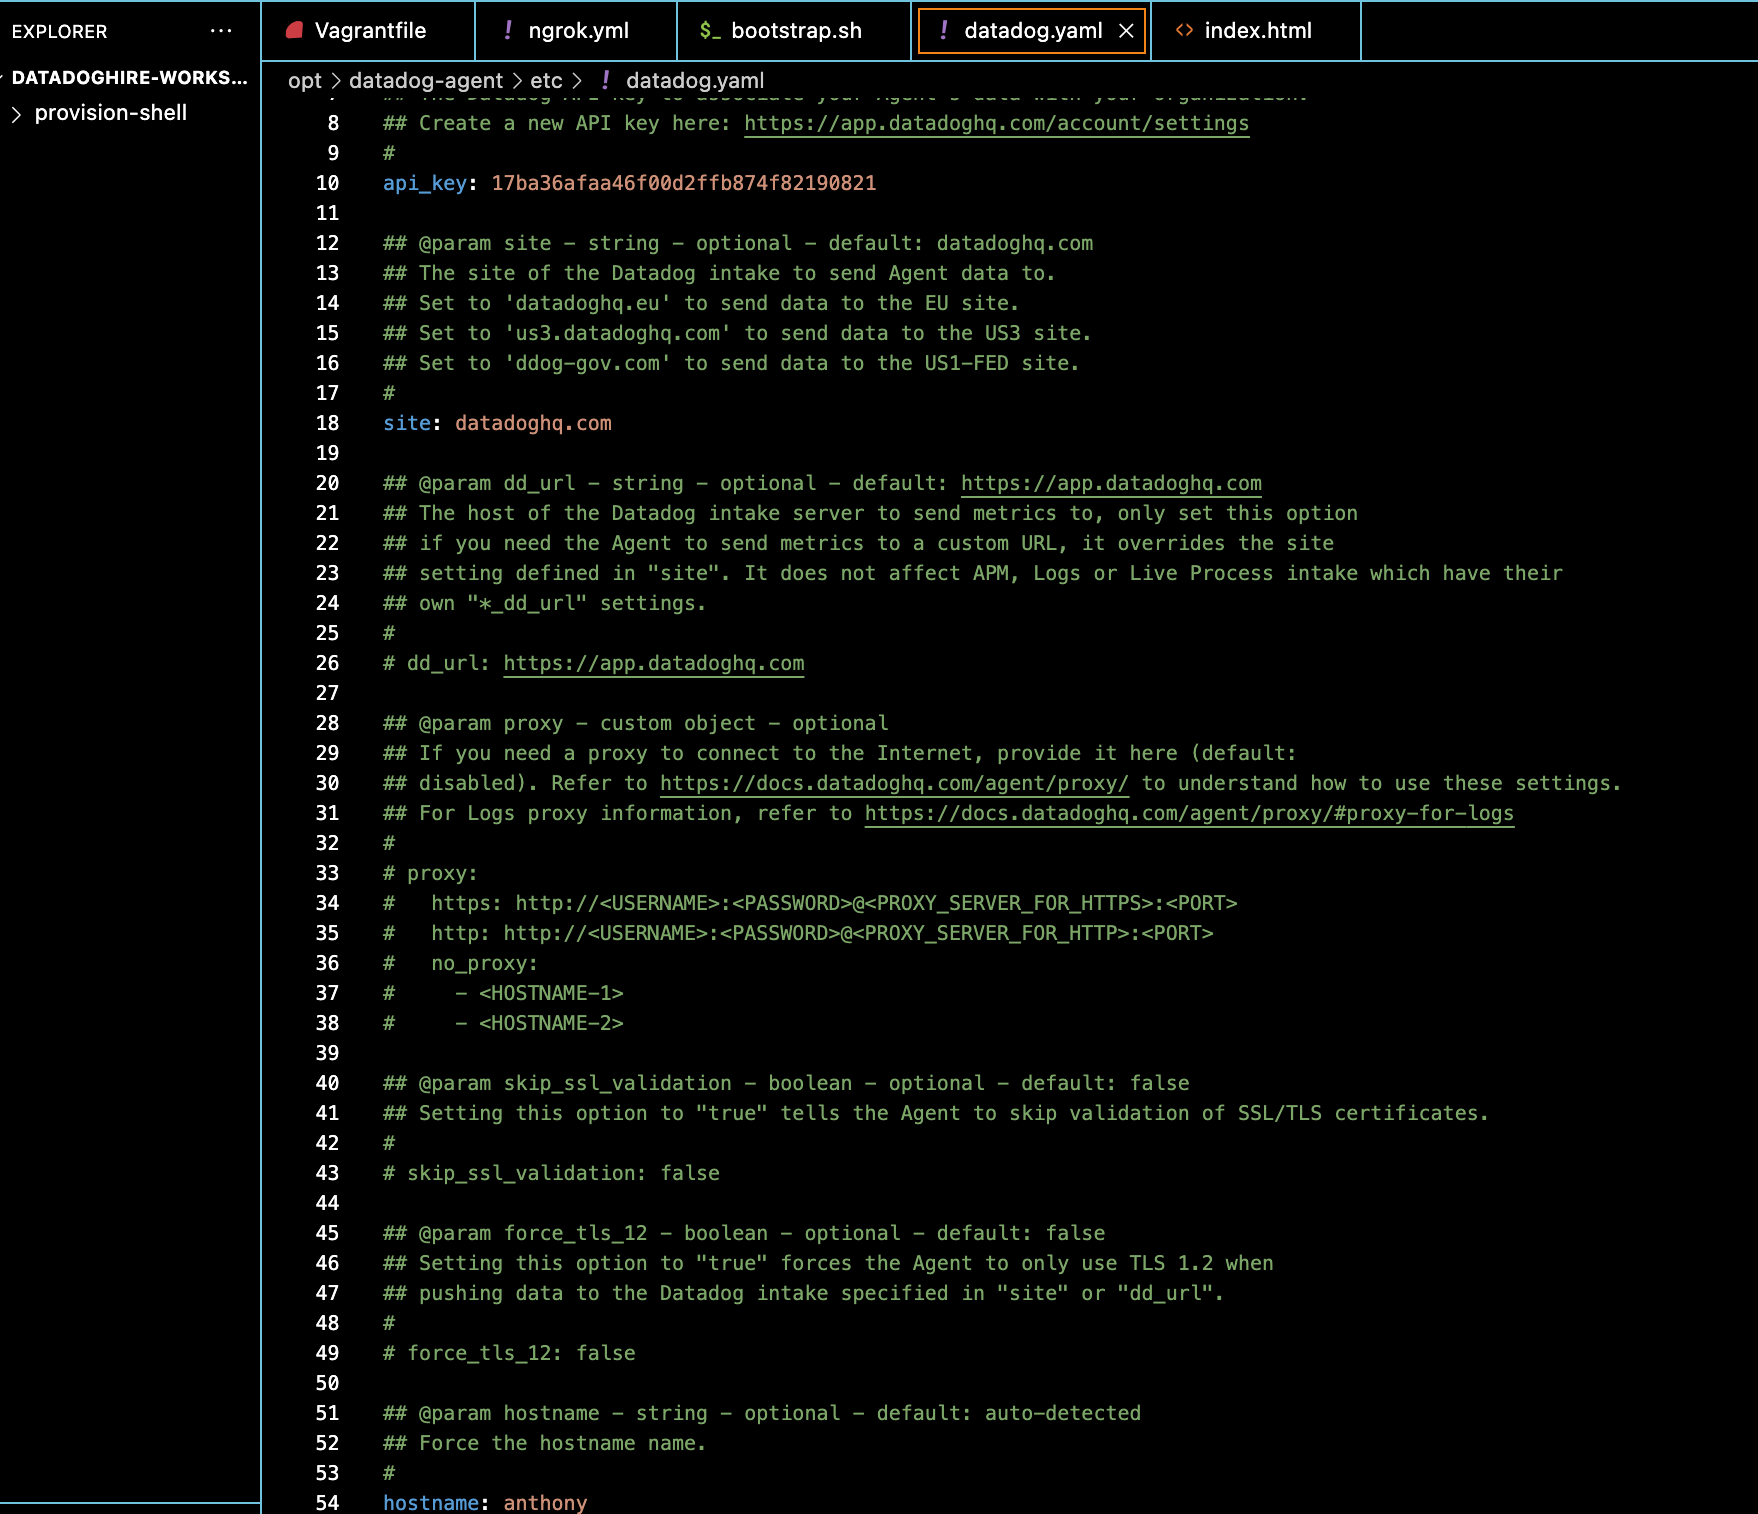 EXPLORER ...
DATADOGHIRE-WORKS...
provision-shell
Vagrantfile
! ngrok.yml
$_ bootstrap.sh
! datadog.yaml ×
<> index.html
opt > datadog-agent > etc > ! datadog.yaml
## The Datadog API key to associate your Agent's data with your organization.
8 ## Create a new API key here: https://app.datadoghq.com/account/settings
9 #
10 api_key: 17ba36afaa46f00d2ffb874f82190821
11
12 ## @param site - string - optional - default: datadoghq.com
13 ## The site of the Datadog intake to send Agent data to.
14 ## Set to 'datadoghq.eu' to send data to the EU site.
15 ## Set to 'us3.datadoghq.com' to send data to the US3 site.
16 ## Set to 'ddog-gov.com' to send data to the US1-FED site.
17 #
18 site: datadoghq.com
19
20 ## @param dd_url - string - optional - default: https://app.datadoghq.com
21 ## The host of the Datadog intake server to send metrics to, only set this option
22 ## if you need the Agent to send metrics to a custom URL, it overrides the site
23 ## setting defined in "site". It does not affect APM, Logs or Live Process intake which have their
24 ## own "*_dd_url" settings.
25 #
26 # dd_url: https://app.datadoghq.com
27
28 ## @param proxy - custom object - optional
29 ## If you need a proxy to connect to the Internet, provide it here (default:
30 ## disabled). Refer to https://docs.datadoghq.com/agent/proxy/ to understand how to use these settings.
31 ## For Logs proxy information, refer to https://docs.datadoghq.com/agent/proxy/#proxy-for-logs
32 #
33 # proxy:
34 #   https: http://<USERNAME>:<PASSWORD>@<PROXY_SERVER_FOR_HTTPS>:<PORT>
35 #   http: http://<USERNAME>:<PASSWORD>@<PROXY_SERVER_FOR_HTTP>:<PORT>
36 #   no_proxy:
37 #     - <HOSTNAME-1>
38 #     - <HOSTNAME-2>
39
40 ## @param skip_ssl_validation - boolean - optional - default: false
41 ## Setting this option to "true" tells the Agent to skip validation of SSL/TLS certificates.
42 #
43 # skip_ssl_validation: false
44
45 ## @param force_tls_12 - boolean - optional - default: false
46 ## Setting this option to "true" forces the Agent to only use TLS 1.2 when
47 ## pushing data to the Datadog intake specified in "site" or "dd_url".
48 #
49 # force_tls_12: false
50
51 ## @param hostname - string - optional - default: auto-detected
52 ## Force the hostname name.
53 #
54 hostname: anthony